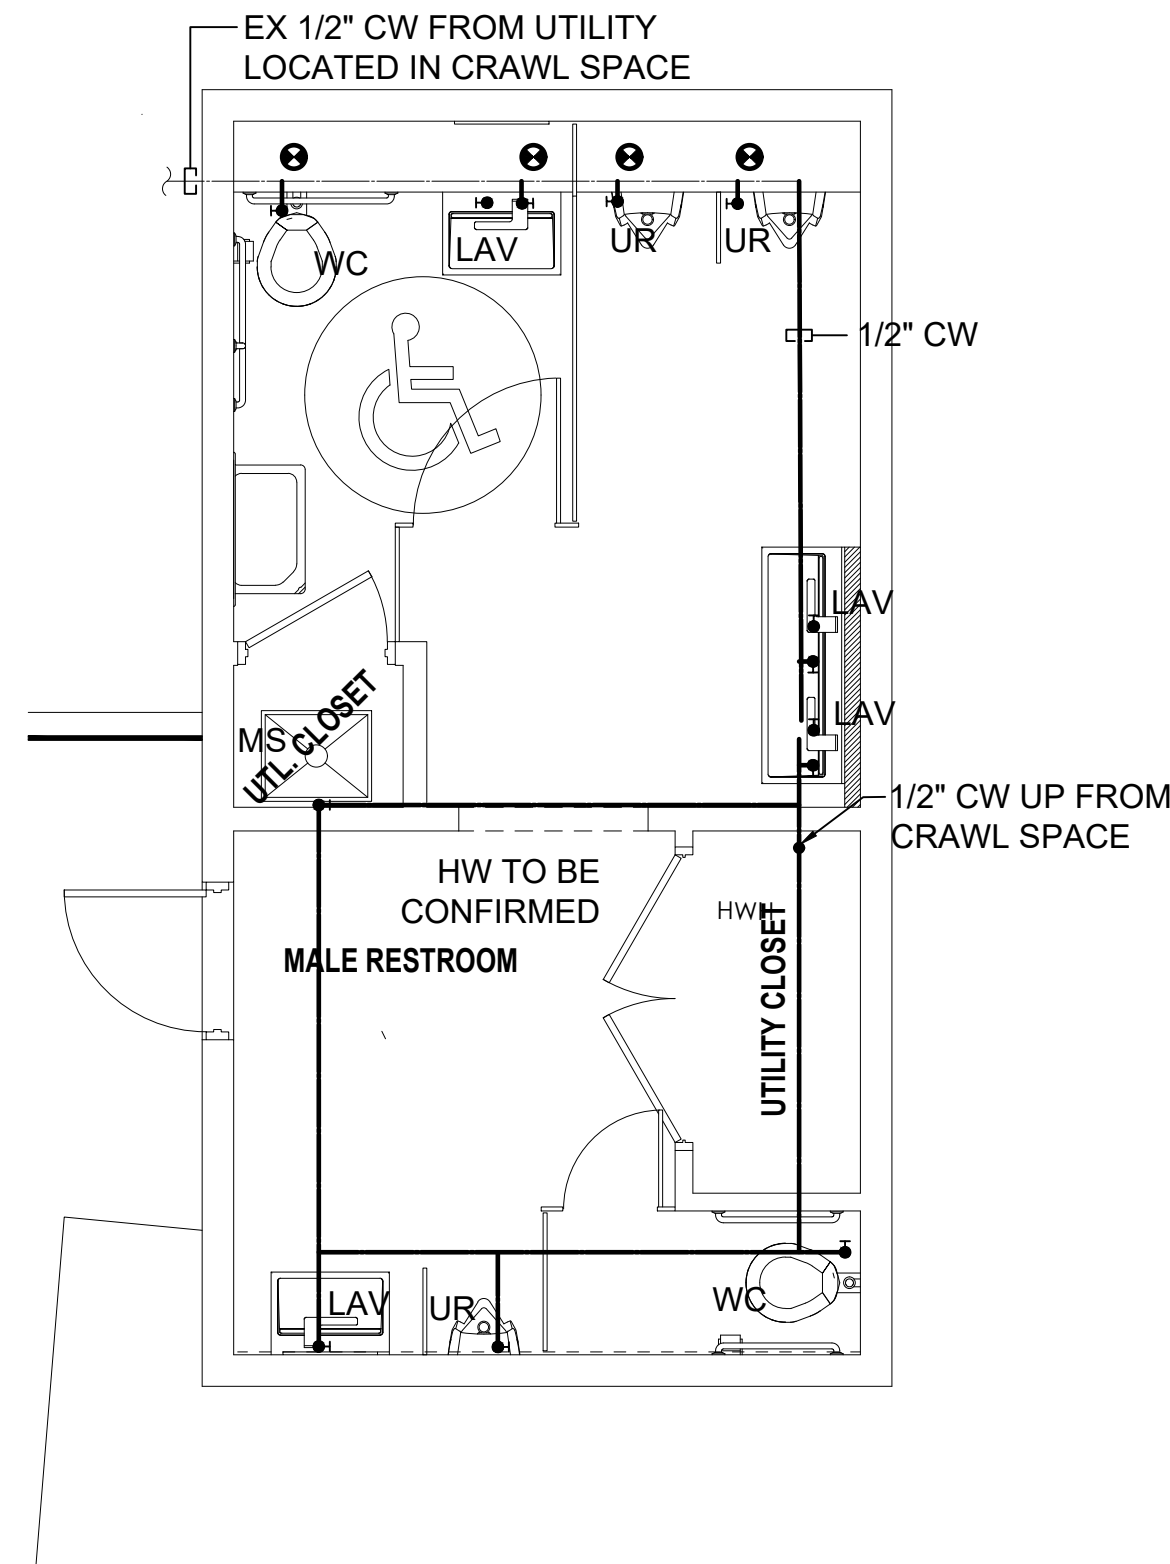 EX 1/2" CW FROM UTILITY
LOCATED IN CRAWL SPACE
WC
LAV
UR
UR
1/2" CW
LAV
LAV
MS
UTL. CLOSET
1/2" CW UP FROM
CRAWL SPACE
HW TO BE
CONFIRMED
HWH
MALE RESTROOM
UTILITY CLOSET
LAV
UR
WC